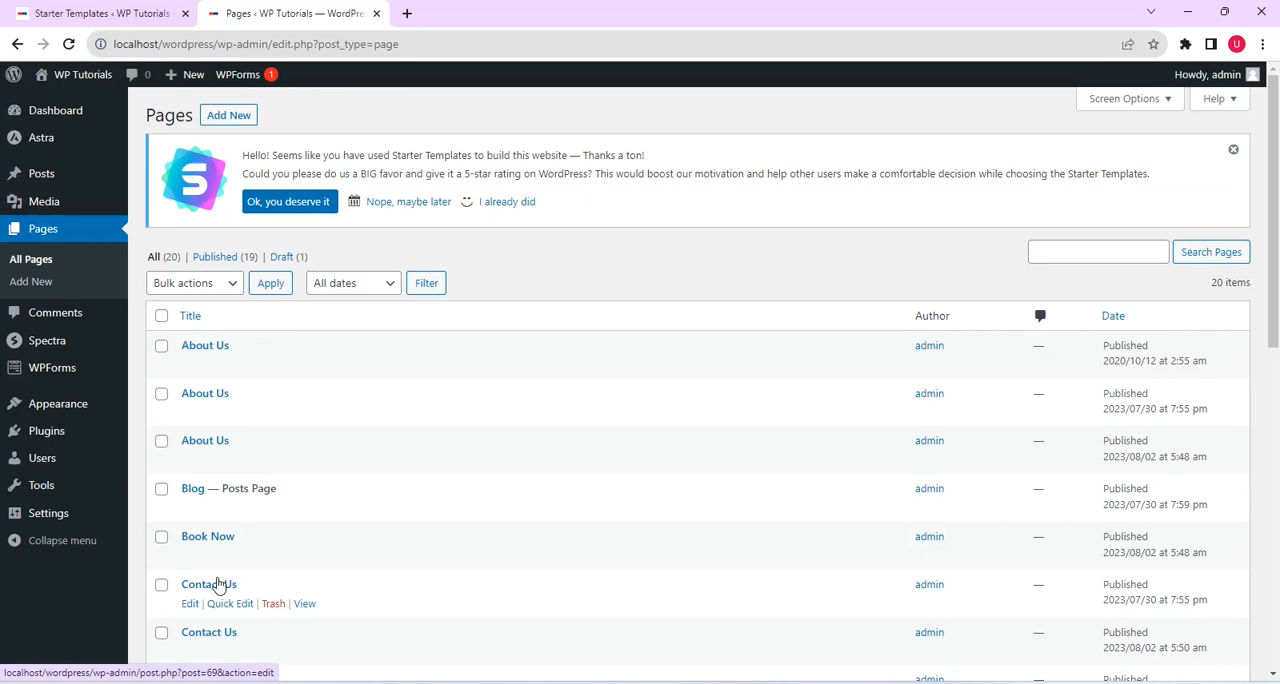 Starter Templates < WP Tutorials
Pages < WP Tutorials — WordPre
localhost/wordpress/wp-admin/edit.php?post_type=page
U
WP Tutorials 0 New WPForms 1
Howdy, admin
Dashboard
Astra
Posts
Media
Pages
All Pages
Add New
Comments
Spectra
WPForms
Appearance
Plugins
Users
Tools
Settings
Collapse menu
Screen Options Help
Pages Add New
Hello! Seems like you have used Starter Templates to build this website — Thanks a ton!
Could you please do us a BIG favor and give it a 5-star rating on WordPress? This would boost our motivation and help other users make a comfortable decision while choosing the Starter Templates.
Ok, you deserve it Nope, maybe later I already did
All (20) | Published (19) | Draft (1)
Search Pages
Bulk actions Apply All dates Filter
20 items
Title Author Date
About Us admin — Published
2020/10/12 at 2:55 am
About Us admin — Published
2023/07/30 at 7:55 pm
About Us admin — Published
2023/08/02 at 5:48 am
Blog — Posts Page admin — Published
2023/07/30 at 7:59 pm
Book Now admin — Published
2023/08/02 at 5:48 am
Contact Us admin — Published
2023/07/30 at 7:55 pm
Edit | Quick Edit | Trash | View
Contact Us admin — Published
2023/08/02 at 5:50 am
admin Published
localhost/wordpress/wp-admin/post.php?post=69&action=edit